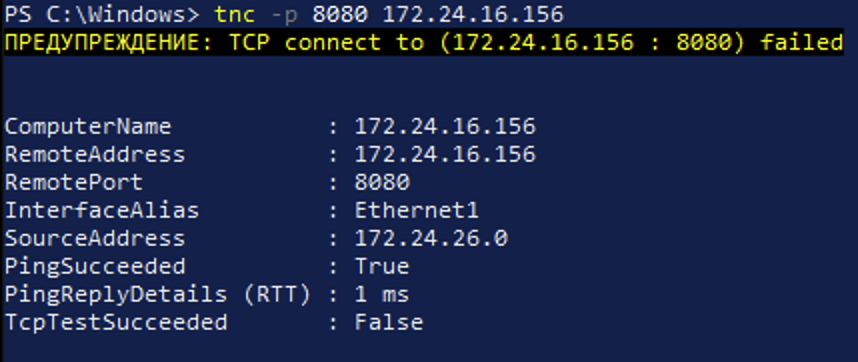 PS C:\Windows> tnc -p 8080 172.24.16.156
ПРЕДУПРЕЖДЕНИЕ: TCP connect to (172.24.16.156 : 8080) failed
ComputerName : 172.24.16.156
RemoteAddress : 172.24.16.156
RemotePort : 8080
InterfaceAlias : Ethernet1
SourceAddress : 172.24.26.0
PingSucceeded : True
PingReplyDetails (RTT) : 1 ms
TcpTestSucceeded : False